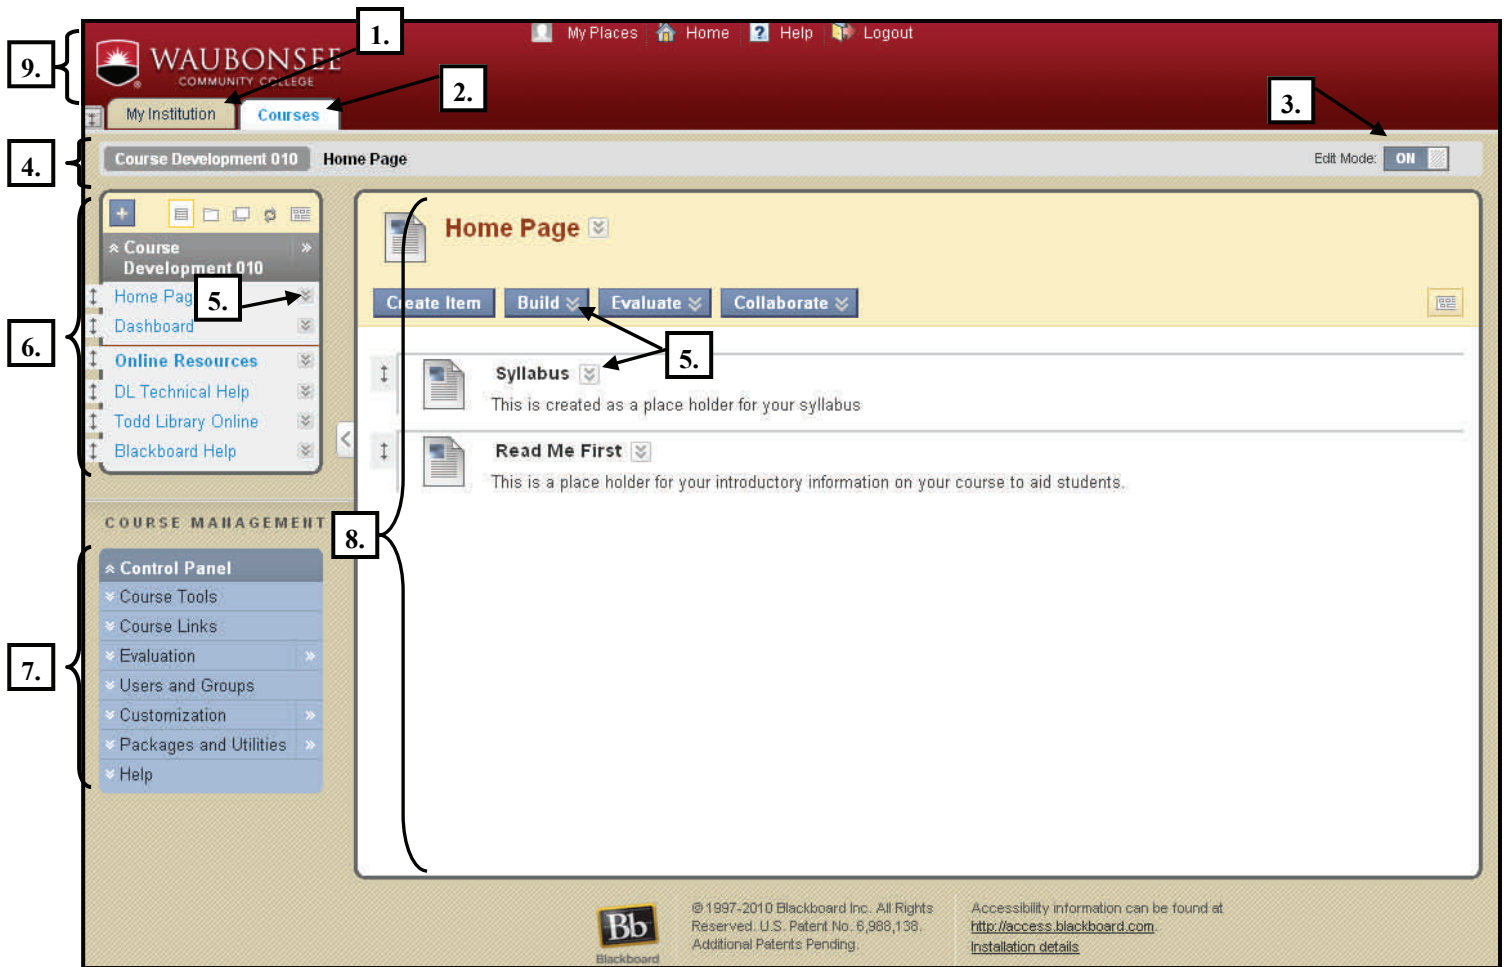 My Places Home Help Logout
9.
WAUBONSEE
COMMUNITY COLLEGE
1.
2.
3.
My Institution Courses
4.
Course Development 010 Home Page
Edit Mode: ON
Course
Development 010
Home Pag
5.
Dashboard
6.
Online Resources
DL Technical Help
Todd Library Online
Blackboard Help
COURSE MANAGEMENT
7.
Control Panel
Course Tools
Course Links
Evaluation
Users and Groups
Customization
Packages and Utilities
Help
8.
Home Page
Create Item Build Evaluate Collaborate
5.
Syllabus
This is created as a place holder for your syllabus
Read Me First
This is a place holder for your introductory information on your course to aid students.
Bb
Blackboard
© 1997-2010 Blackboard Inc. All Rights
Reserved. U.S. Patent No. 6,988,138.
Additional Patents Pending.
Accessibility information can be found at
http://access.blackboard.com.
Installation details